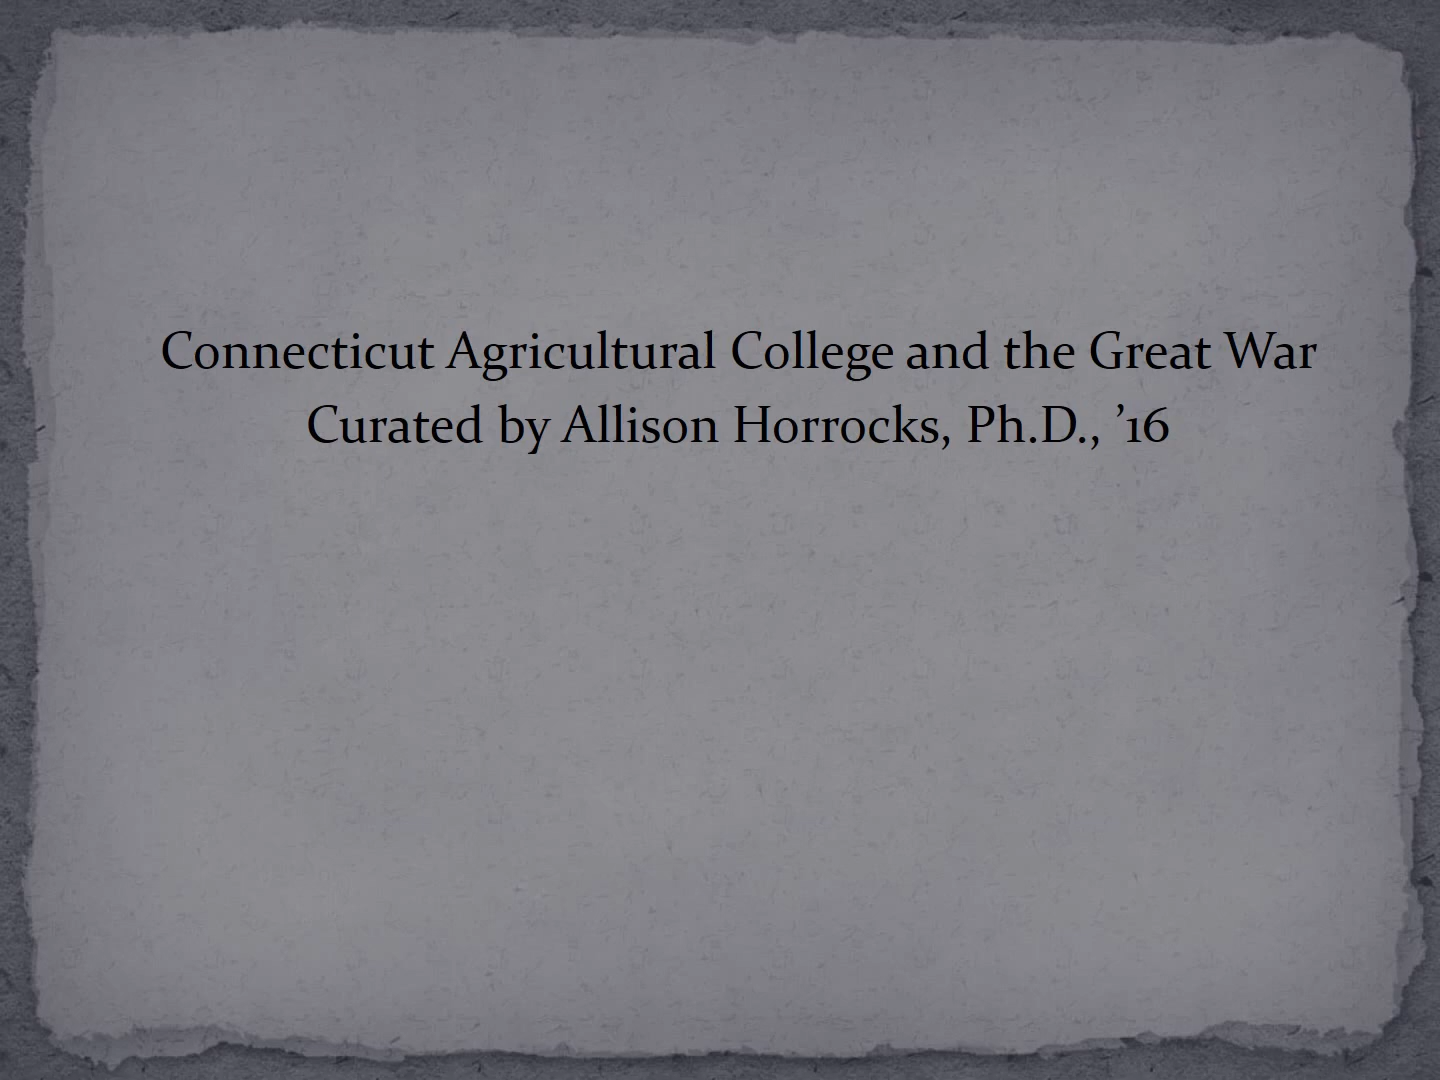 Connecticut Agricultural College and the Great War
Curated by Allison Horrocks, Ph.D., ’16